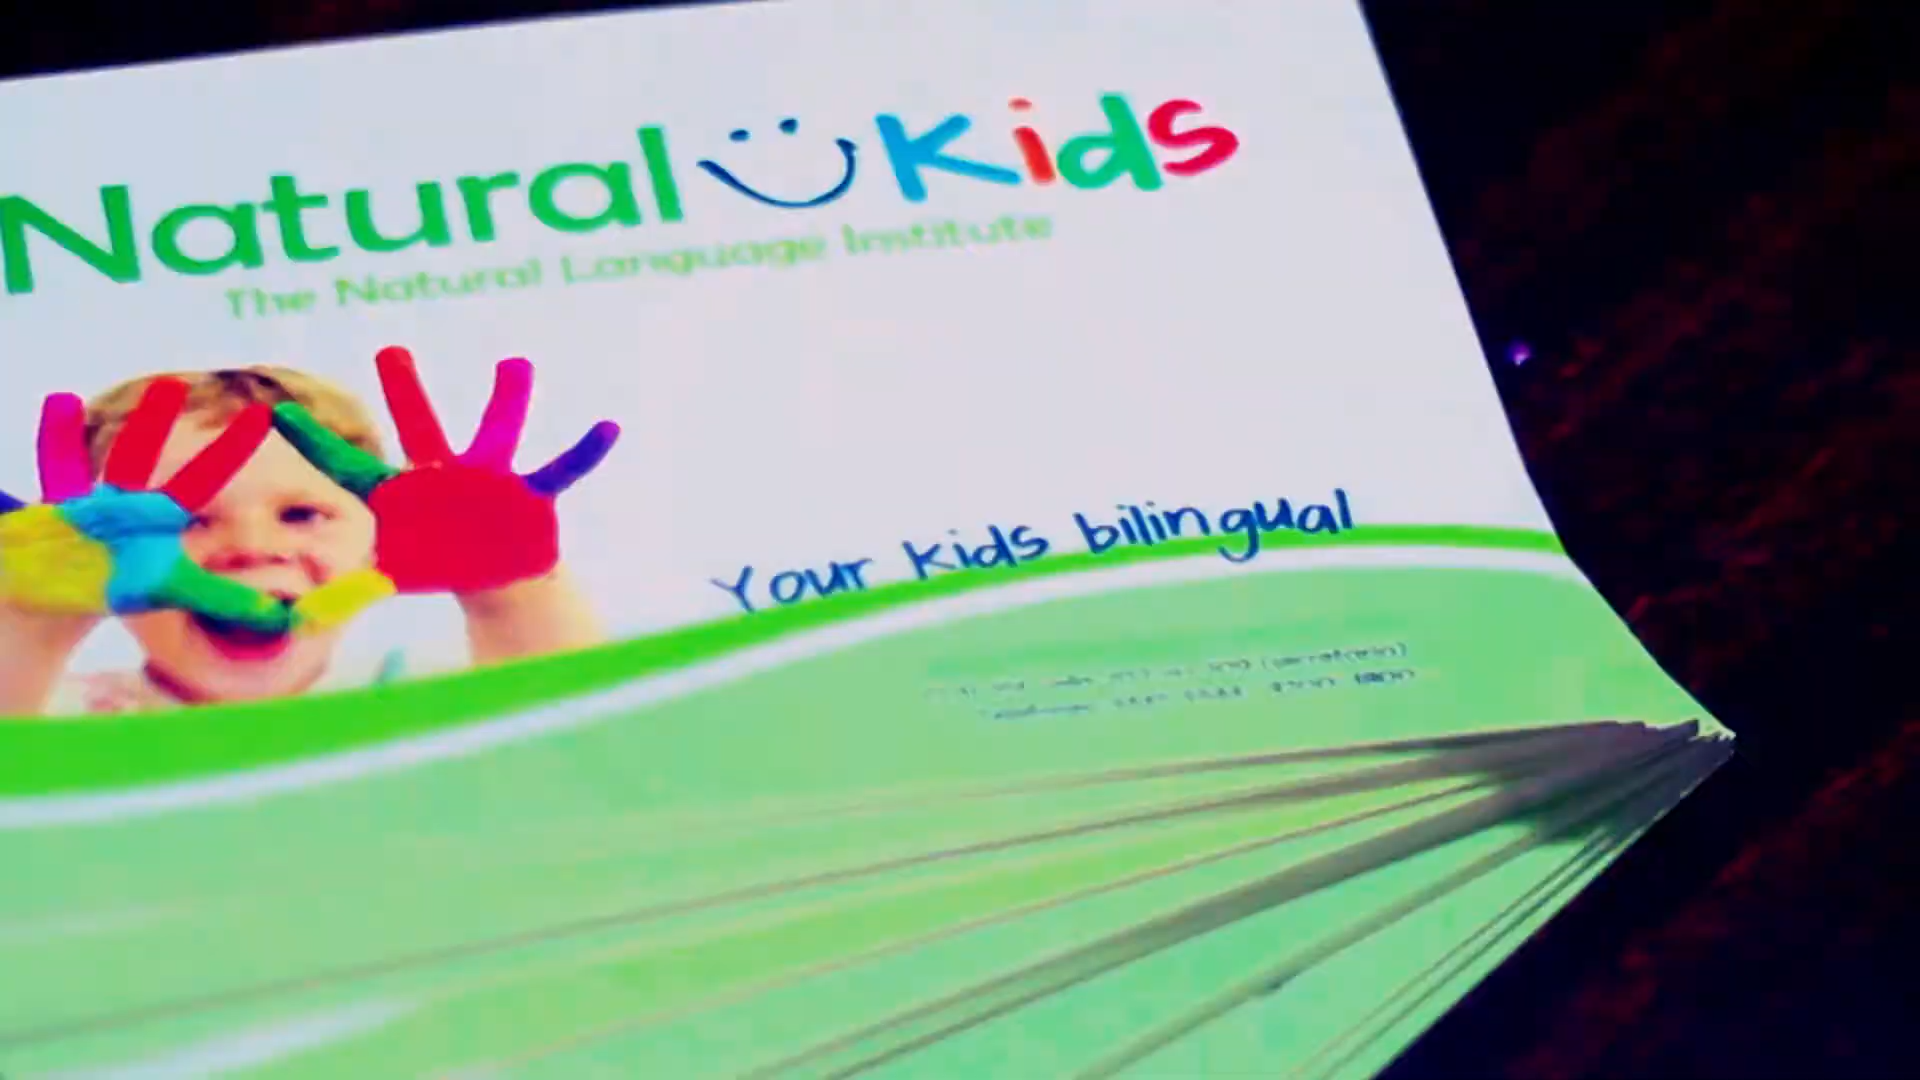 Natural Kids
The Natural Language Institute
Your kids bilingual